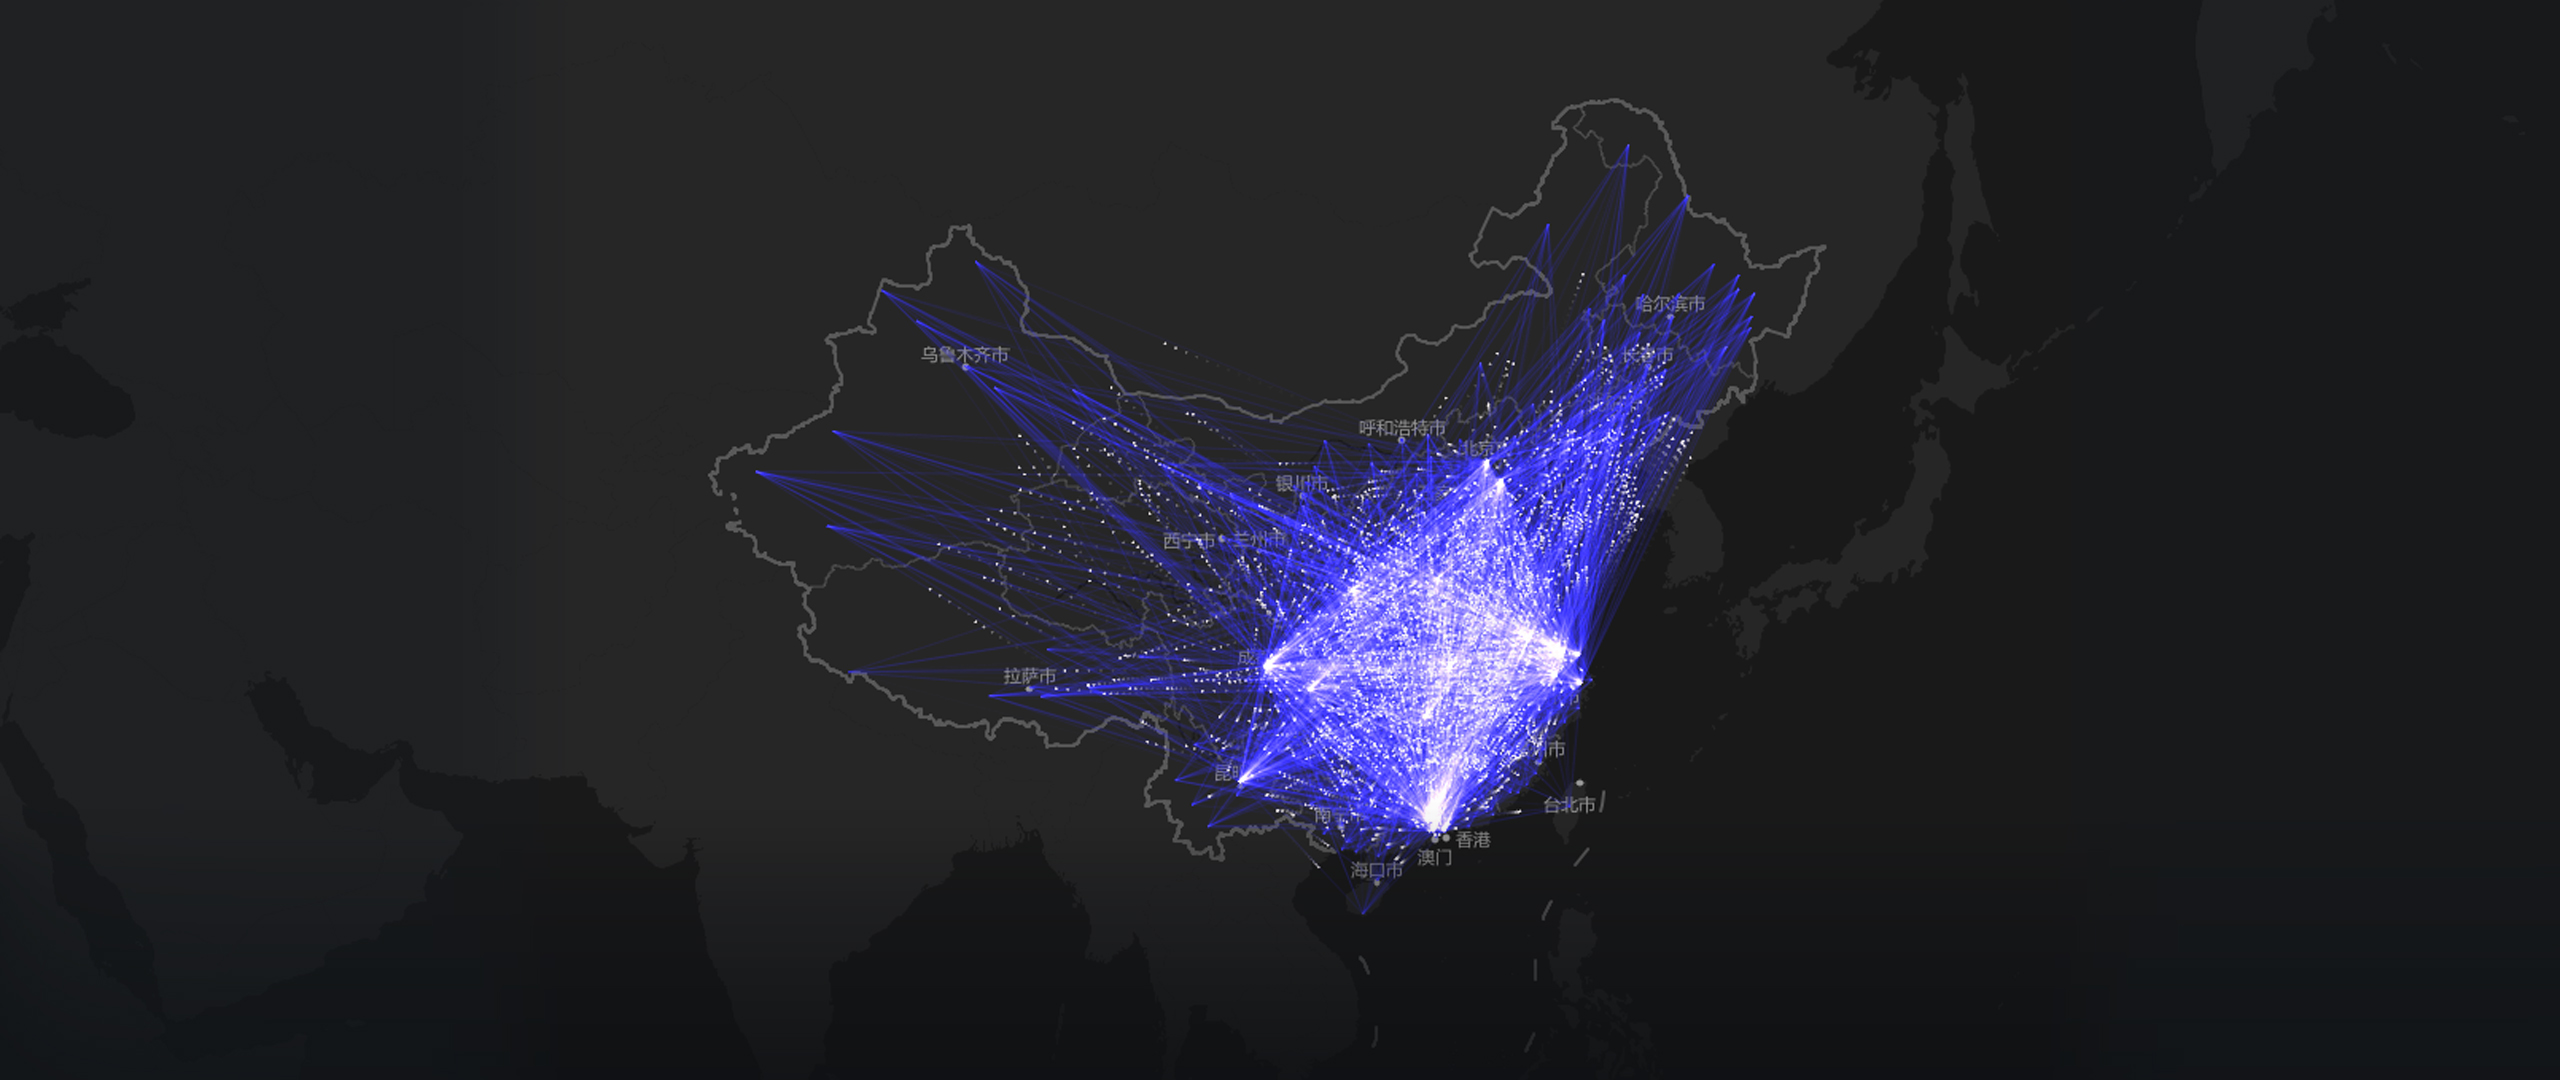 哈尔滨市
乌鲁木齐市
长春市
呼和浩特市
北京
银川市
西宁市
兰州市
成
拉萨市
州市
昆明
台北市
南宁市
香港
澳门
海口市